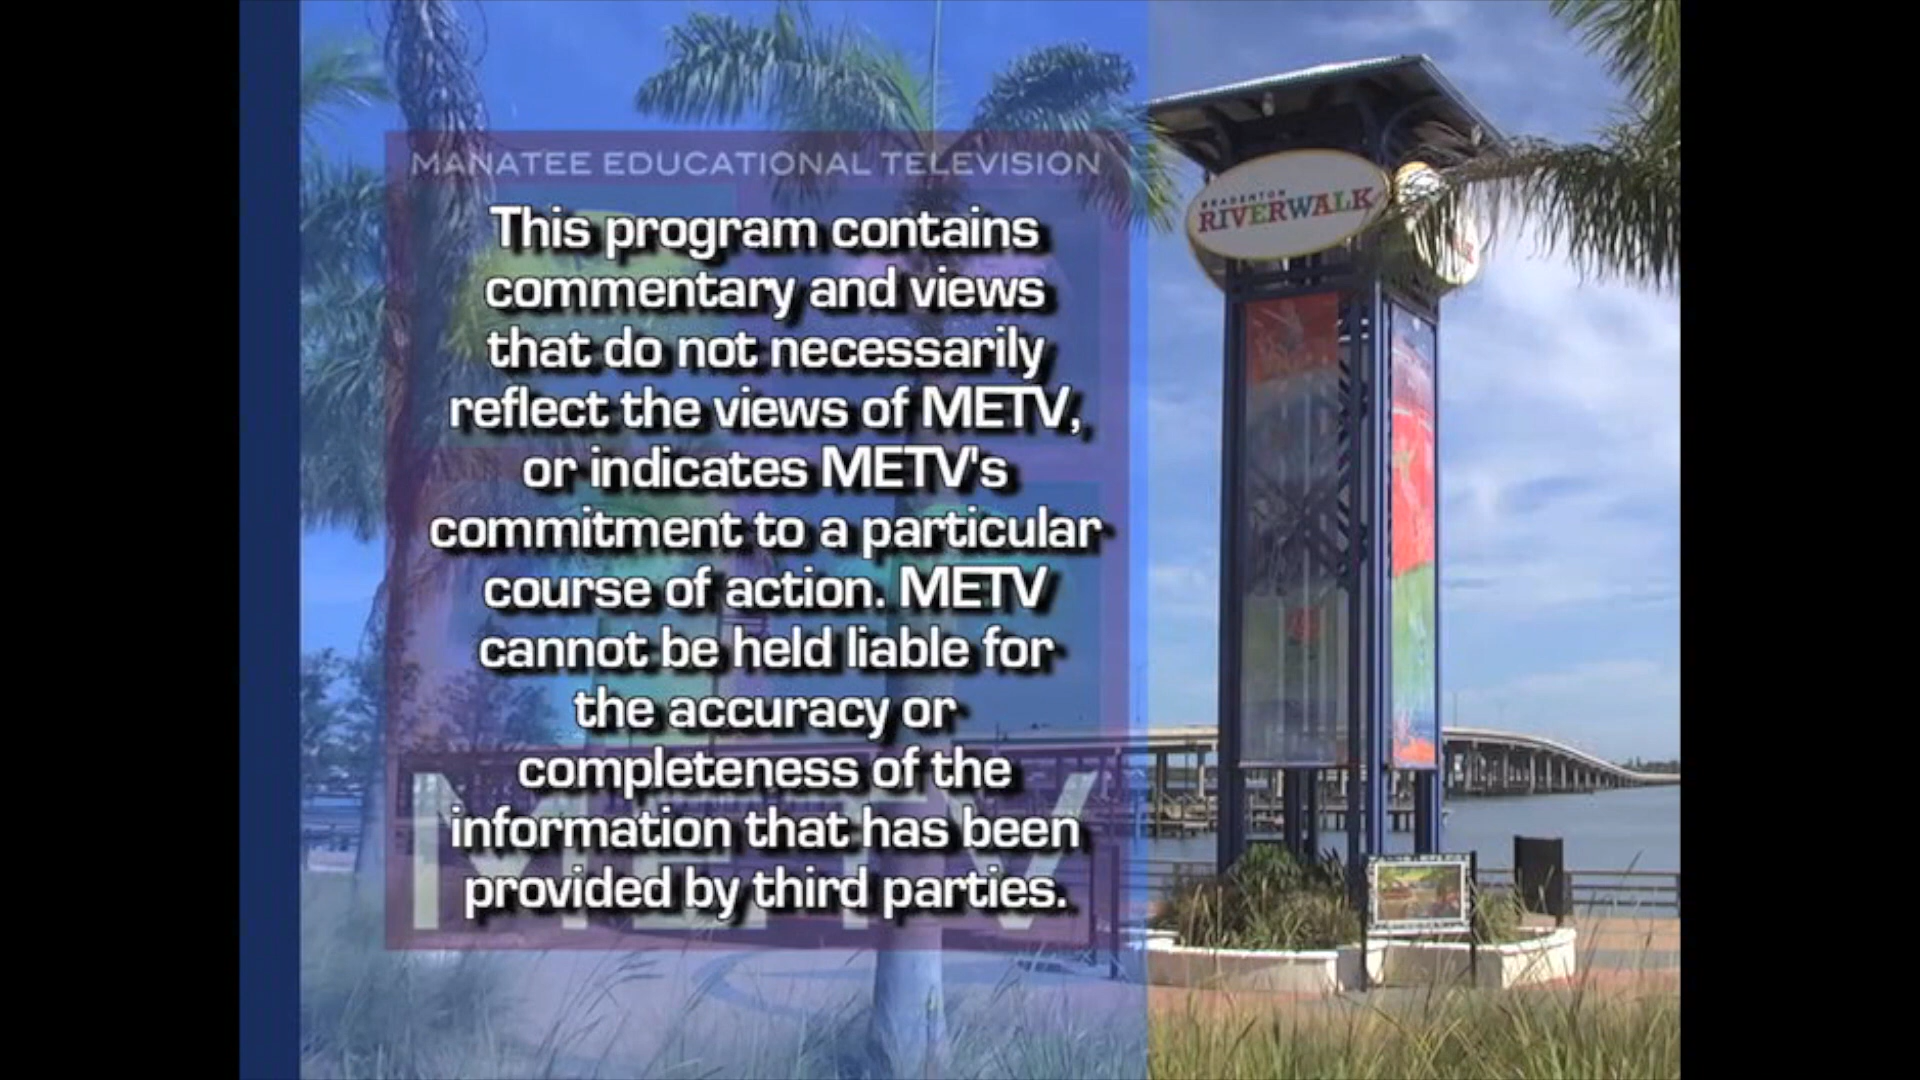 MANATEE EDUCATIONAL TELEVISION
This program contains
commentary and views
that do not necessarily
reflect the views of METV,
or indicates METV's
commitment to a particular
course of action. METV
cannot be held liable for
the accuracy or
completeness of the
information that has been
provided by third parties.
METV
BRADENTON
RIVERWALK